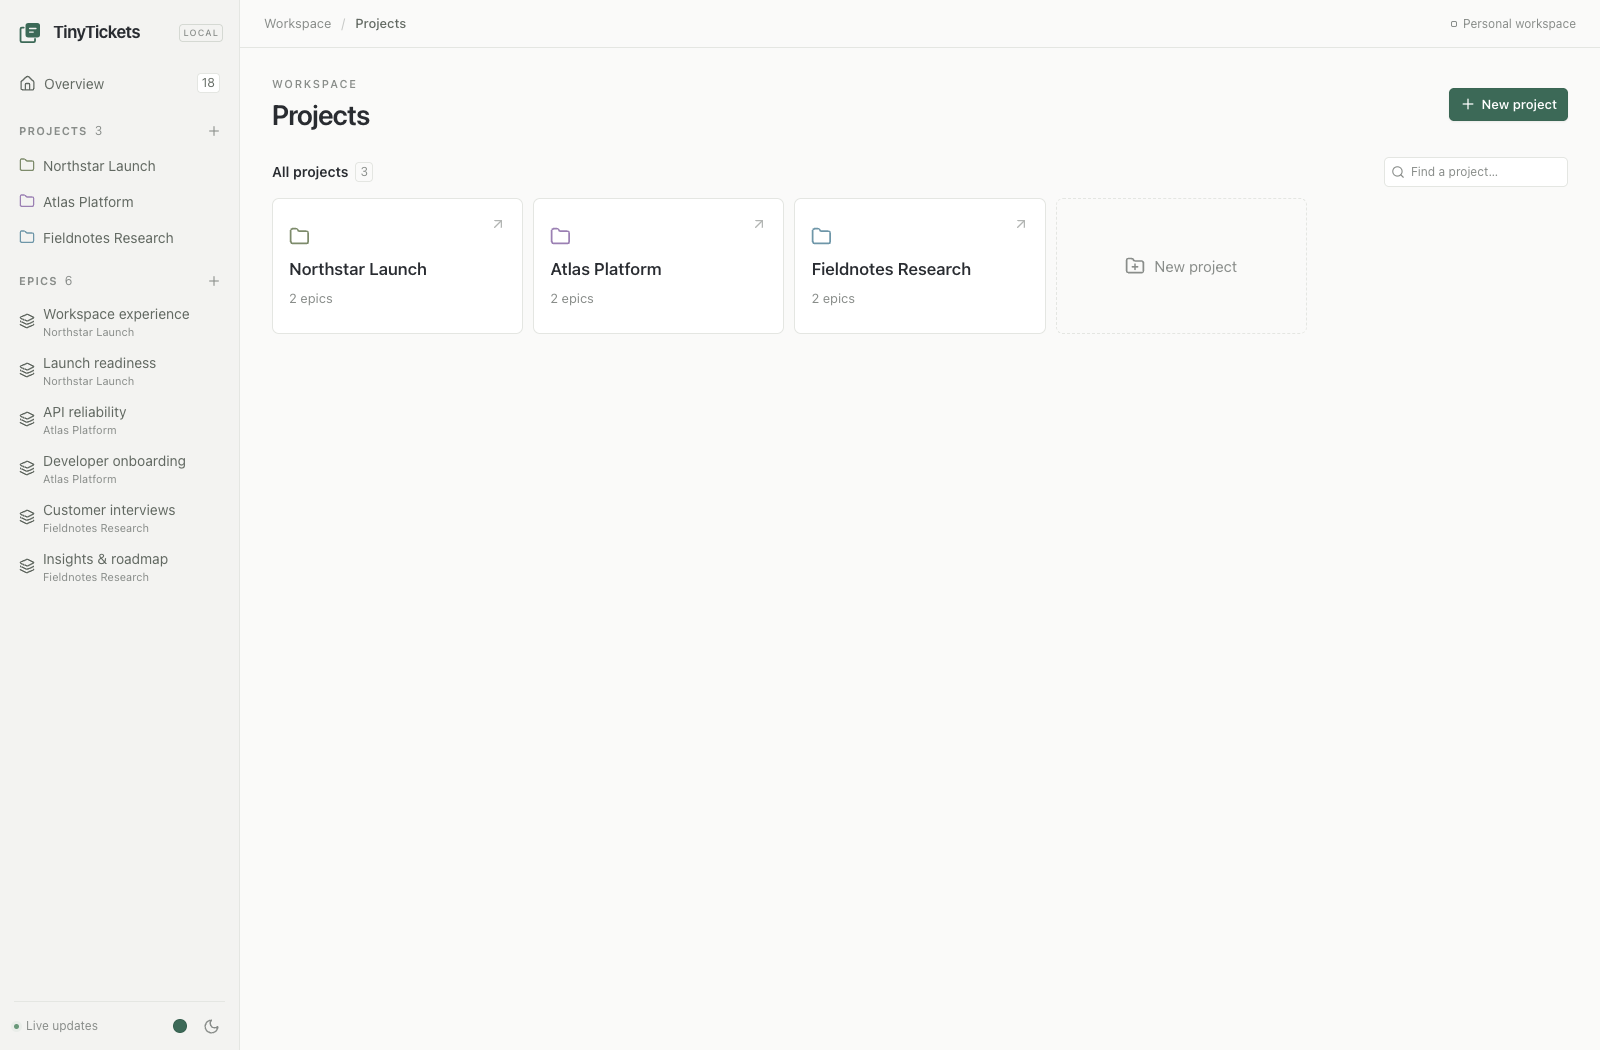 TinyTickets
LOCAL
Overview
18
PROJECTS 3
Northstar Launch
Atlas Platform
Fieldnotes Research
EPICS 6
Workspace experience
Northstar Launch
Launch readiness
Northstar Launch
API reliability
Atlas Platform
Developer onboarding
Atlas Platform
Customer interviews
Fieldnotes Research
Insights & roadmap
Fieldnotes Research
Live updates
Workspace / Projects
Personal workspace
WORKSPACE
Projects
New project
All projects 3
Find a project...
Northstar Launch
2 epics
Atlas Platform
2 epics
Fieldnotes Research
2 epics
New project